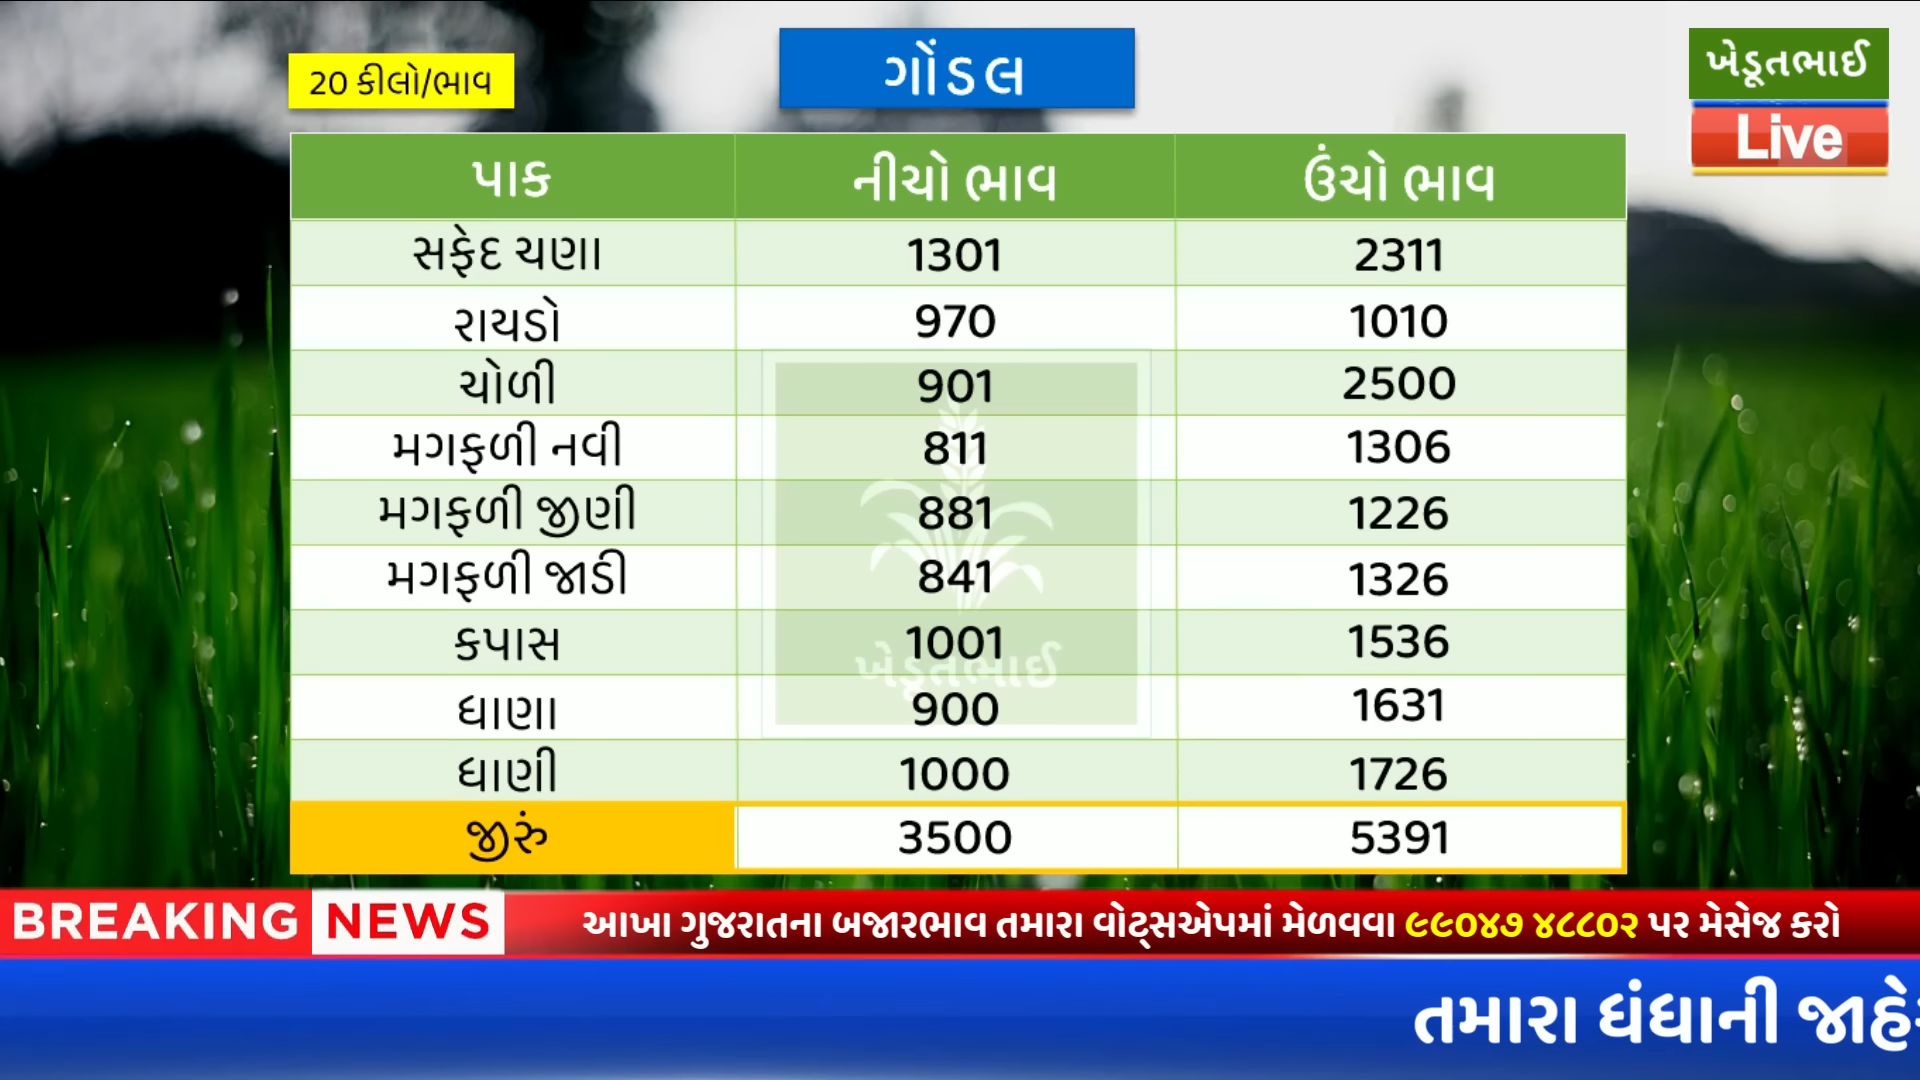 20 કીલો/ભાવ
ગોંડલ
ખેડૂતભાઈ
Live
પાક નીચો ભાવ ઉંચો ભાવ
સફેદ ચણા 1301 2311
રાયડો 970 1010
ચોળી 901 2500
મગફળી નવી 811 1306
મગફળી જીણી 881 1226
મગફળી જાડી 841 1326
કપાસ 1001 1536
ખેડૂતભાઈ
ધાણા 900 1631
ધાણી 1000 1726
જીરું 3500 5391
BREAKING NEWS આખા ગુજરાતના બજારભાવ તમારા વોટ્સએપમાં મેળવવા ૯૯૦૪૭ ૪૮૮૦૨ પર મેસેજ કરો
તમારા ધંધાની